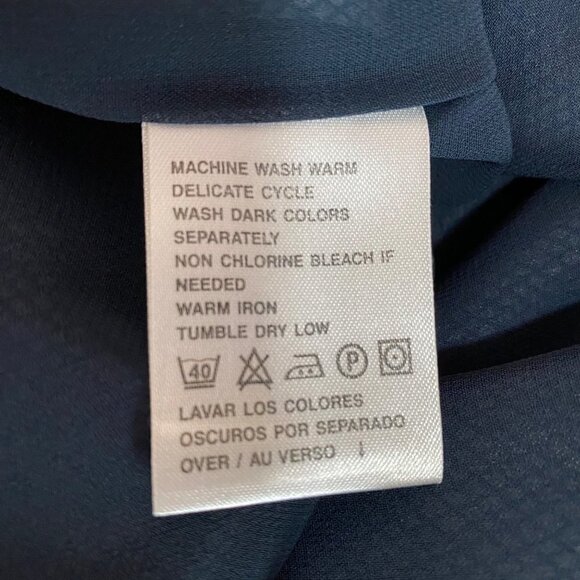 MACHINE WASH WARM
DELICATE CYCLE
WASH DARK COLORS
SEPARATELY
NON CHLORINE BLEACH IF
NEEDED
WARM IRON
TUMBLE DRY LOW
40 P
LAVAR LOS COLORES
OSCUROS POR SEPARADO
OVER / AU VERSO ↓